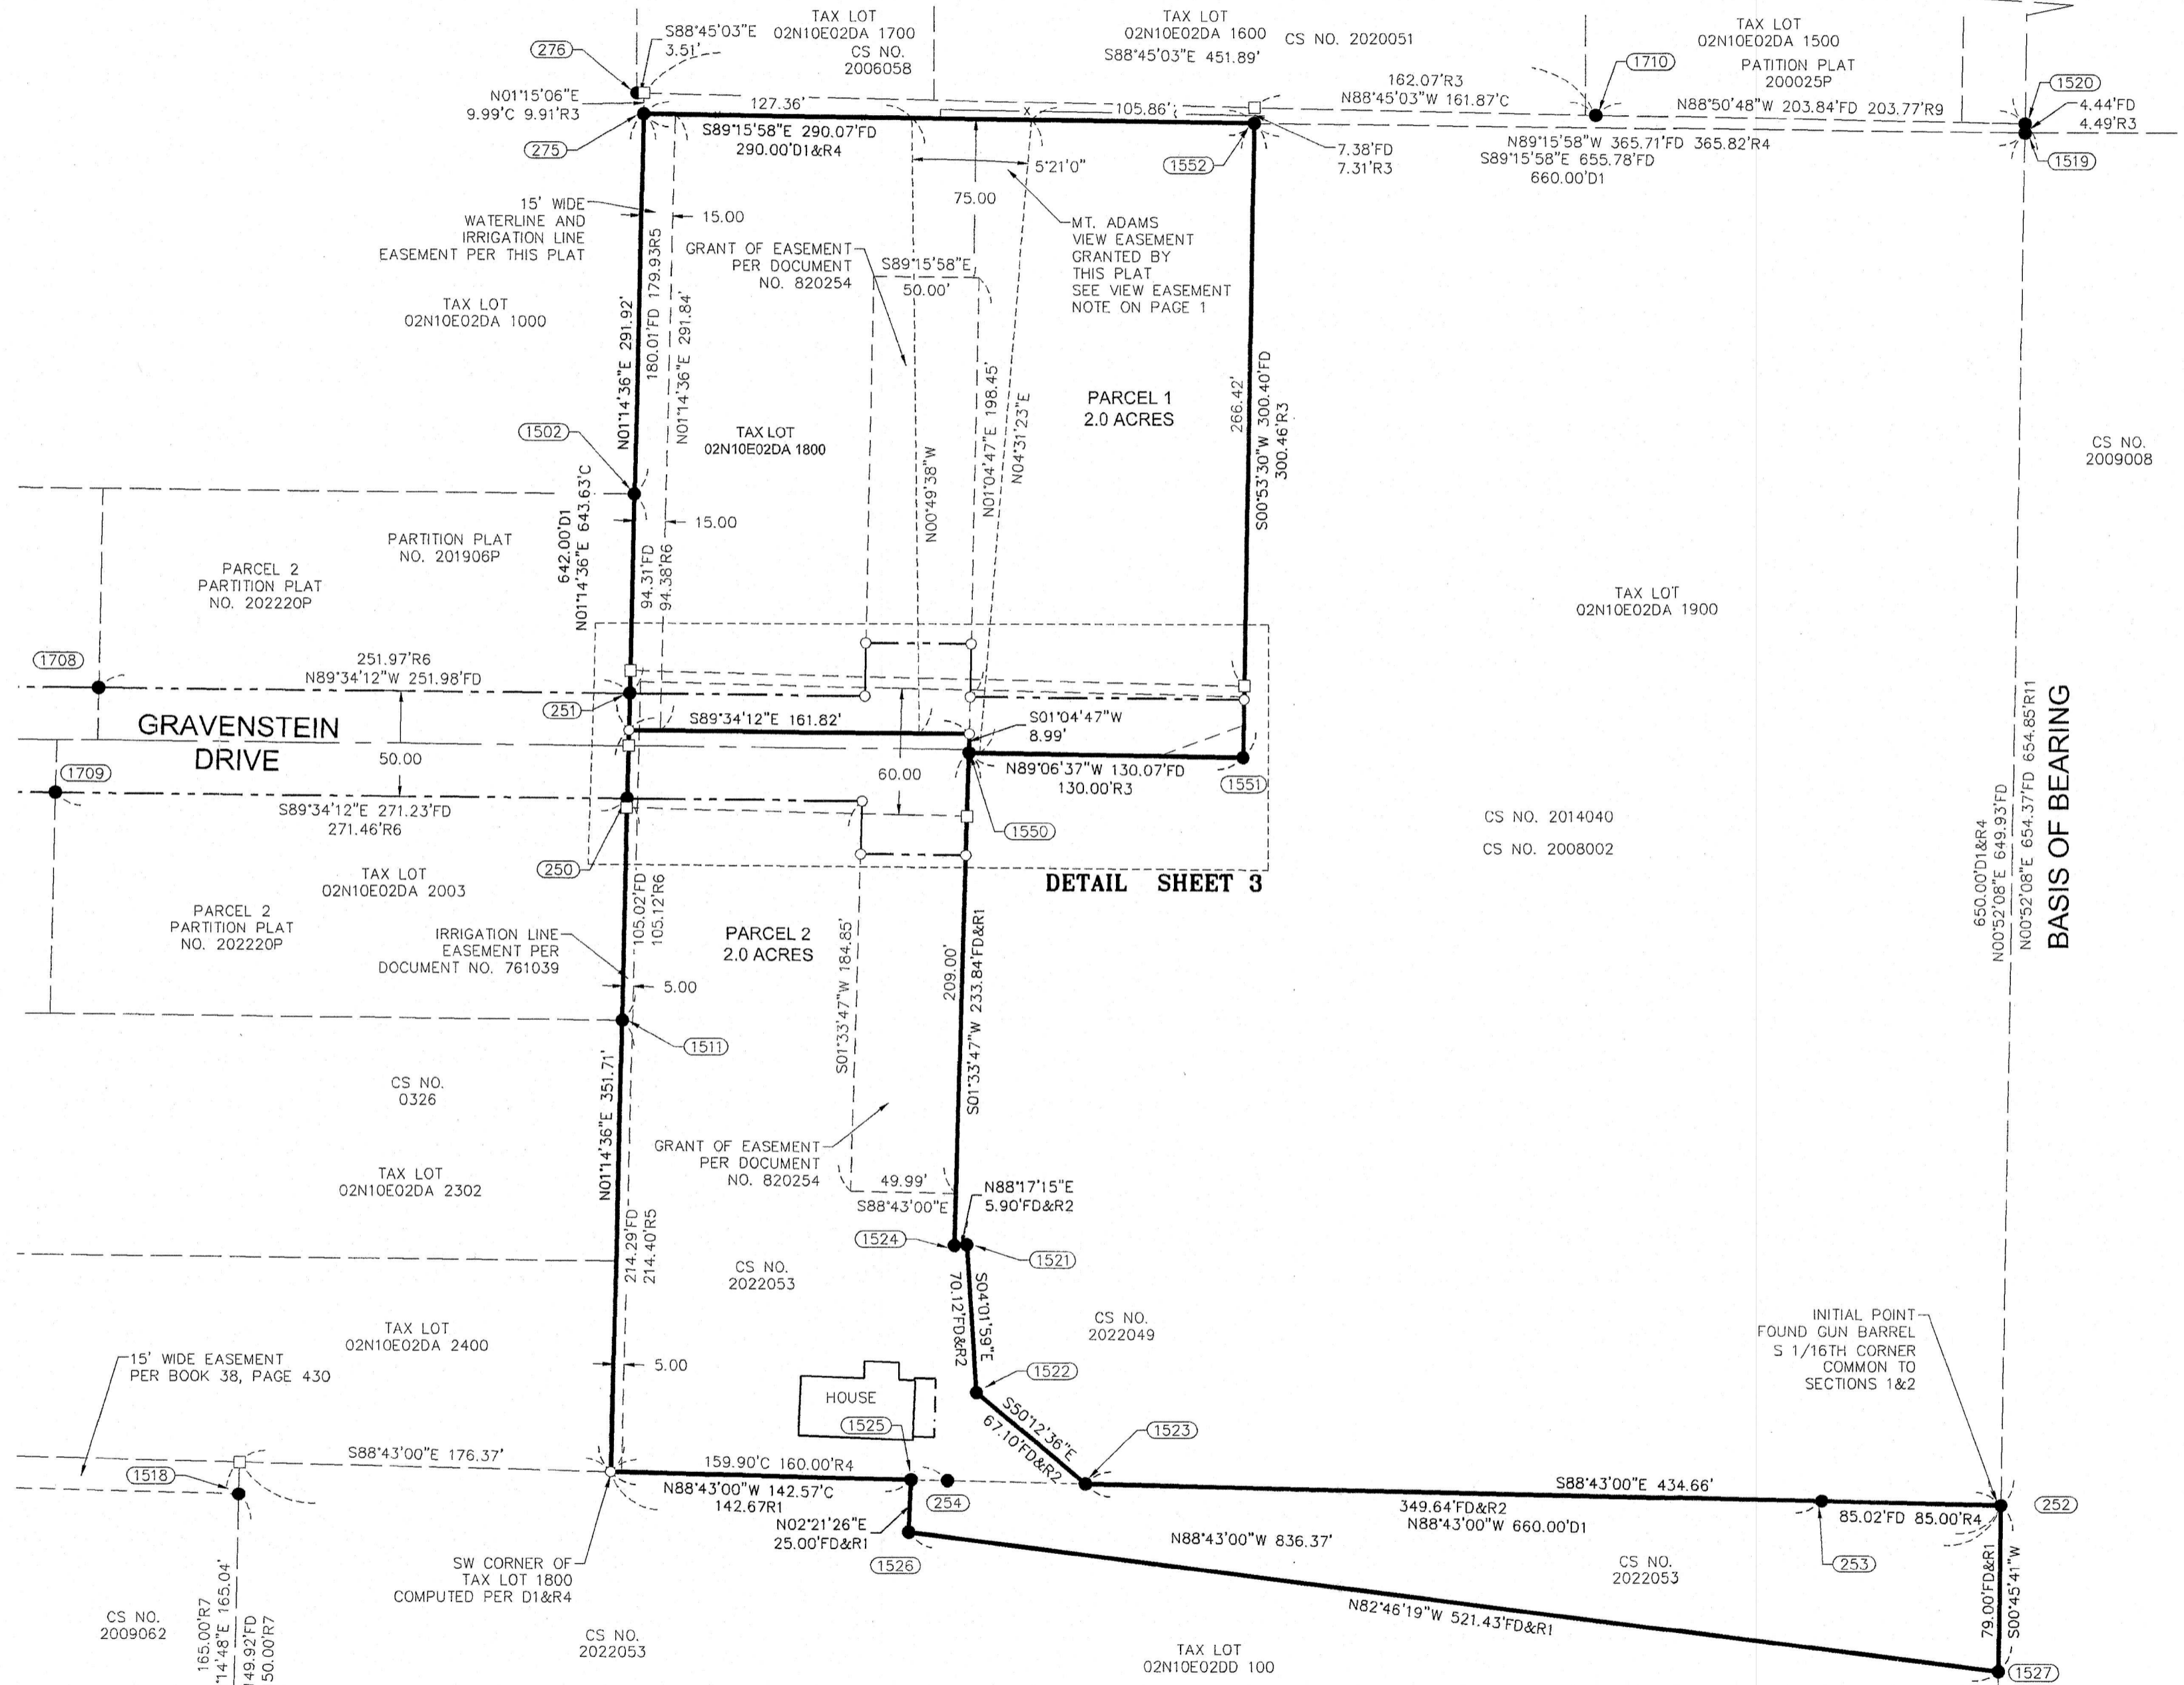 TAX LOT
02N10E02DA 1700
CS NO.
2006058
S88°45'03"E
3.51'
276
TAX LOT
02N10E02DA 1600
S88°45'03"E 451.89'
CS NO. 2020051
TAX LOT
02N10E02DA 1500
PATITION PLAT
200025P
1710
1520
4.44'FD
4.49'R3
1519
N01°15'06"E
9.99'C 9.91'R3
275
127.36'
S89°15'58"E 290.07'FD
290.00'D1&R4
x
105.86'
162.07'R3
N88°45'03"W 161.87'C
N88°50'48"W 203.84'FD 203.77'R9
1552
7.38'FD
7.31'R3
N89°15'58"W 365.71'FD 365.82'R4
S89°15'58"E 655.78'FD
660.00'D1
5°21'0"
75.00
15' WIDE
WATERLINE AND
IRRIGATION LINE
EASEMENT PER THIS PLAT
15.00
GRANT OF EASEMENT
PER DOCUMENT
NO. 820254
S89°15'58"E
50.00'
MT. ADAMS
VIEW EASEMENT
GRANTED BY
THIS PLAT
SEE VIEW EASEMENT
NOTE ON PAGE 1
TAX LOT
02N10E02DA 1000
N01°14'36"E 291.92'
180.01'FD 179.93R5
N01°14'36"E 291.84'
PARCEL 1
2.0 ACRES
266.42'
S00°53'30"W 300.40'FD
300.46'R3
1502
TAX LOT
02N10E02DA 1800
N00°49'38"W
N01°04'47"E 198.45'
N04°31'23"E
CS NO.
2009008
15.00
642.00'D1
N01°14'36"E 643.63'C
94.31'FD
94.38'R6
PARTITION PLAT
NO. 201906P
PARCEL 2
PARTITION PLAT
NO. 202220P
TAX LOT
02N10E02DA 1900
1708
251.97'R6
N89°34'12"W 251.98'FD
251
GRAVENSTEIN
DRIVE
50.00
S89°34'12"E 161.82'
S01°04'47"W
8.99'
60.00
N89°06'37"W 130.07'FD
130.00'R3
1551
1709
S89°34'12"E 271.23'FD
271.46'R6
1550
CS NO. 2014040
CS NO. 2008002
650.00'D1&R4
N00°52'08"E 649.93'FD
N00°52'08"E 654.37'FD 654.85'R11
BASIS OF BEARING
250
DETAIL SHEET 3
TAX LOT
02N10E02DA 2003
PARCEL 2
PARTITION PLAT
NO. 202220P
105.02'FD
105.12'R6
IRRIGATION LINE
EASEMENT PER
DOCUMENT NO. 761039
5.00
PARCEL 2
2.0 ACRES
S01°33'47"W 184.85'
209.00'
S01°33'47"W 233.84'FD&R1
1511
CS NO.
0326
N01°14'36"E 351.71'
GRANT OF EASEMENT
PER DOCUMENT
NO. 820254
49.99'
S88°43'00"E
N88°17'15"E
5.90'FD&R2
TAX LOT
02N10E02DA 2302
214.29'FD
214.40'R5
1524
1521
CS NO.
2022053
70.12'FD&R2
S04°01'59"E
CS NO.
2022049
INITIAL POINT
FOUND GUN BARREL
S 1/16TH CORNER
COMMON TO
SECTIONS 1&2
TAX LOT
02N10E02DA 2400
15' WIDE EASEMENT
PER BOOK 38, PAGE 430
5.00
HOUSE
1522
S50°12'36"E
67.10'FD&R2
1525
1523
1518
S88°43'00"E 176.37'
159.90'C 160.00'R4
N88°43'00"W 142.57'C
142.67R1
254
S88°43'00"E 434.66'
349.64'FD&R2
N88°43'00"W 660.00'D1
85.02'FD 85.00'R4
252
N02°21'26"E
25.00'FD&R1
1526
N88°43'00"W 836.37'
253
CS NO.
2022053
N82°46'19"W 521.43'FD&R1
79.00'FD&R1
S00°45'41"W
1527
SW CORNER OF
TAX LOT 1800
COMPUTED PER D1&R4
CS NO.
2009062
165.00'R7
14'48"E 165.04'
149.92'FD
50.00'R7
CS NO.
2022053
TAX LOT
02N10E02DD 100